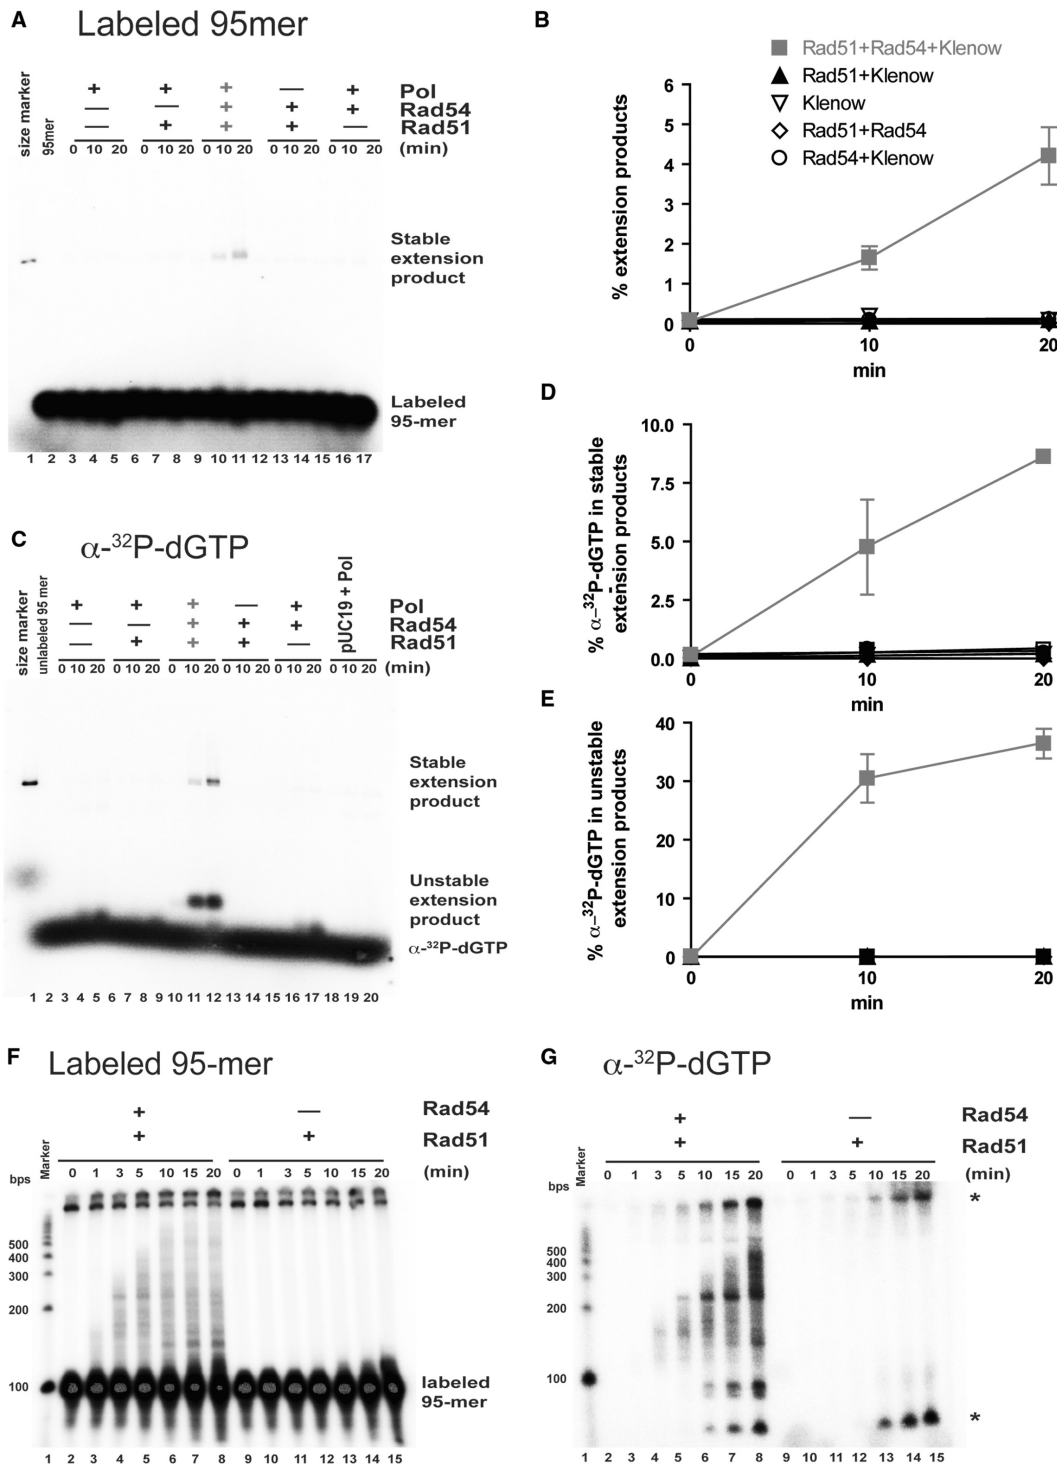 A
Labeled 95mer
size marker
95mer
+ + + — + Pol
— — + + + Rad54
— + + + — Rad51
0 10 20 0 10 20 0 10 20 0 10 20 0 10 20 (min)
Stable
extension
product
Labeled
95-mer
1 2 3 4 5 6 7 8 9 10 11 12 13 14 15 16 17
B
Rad51+Rad54+Klenow
Rad51+Klenow
Klenow
Rad51+Rad54
Rad54+Klenow
% extension products
6
5
4
3
2
1
0
0 10 20
min
C
α-³²P-dGTP
size marker
unlabeled 95 mer
pUC19 + Pol
+ + + — + Pol
— — + + + Rad54
— + + + — Rad51
0 10 20 0 10 20 0 10 20 0 10 20 0 10 20 0 10 20 (min)
Stable
extension
product
Unstable
extension
product
α-³²P-dGTP
1 2 3 4 5 6 7 8 9 10 11 12 13 14 15 16 17 18 19 20
D
% α–³²P-dGTP in stable
extension products
10.0
7.5
5.0
2.5
0.0
0 10 20
min
E
% α–³²P-dGTP in unstable
extension products
40
30
20
10
0
0 10 20
min
F
Labeled 95-mer
+ — Rad54
+ + Rad51
Marker
0 1 3 5 10 15 20 0 1 3 5 10 15 20 (min)
bps
500
400
300
200
100
labeled
95-mer
1 2 3 4 5 6 7 8 9 10 11 12 13 14 15
G
α-³²P-dGTP
+ — Rad54
+ + Rad51
Marker
0 1 3 5 10 15 20 0 1 3 5 10 15 20 (min)
bps
*
500
400
300
200
100
*
1 2 3 4 5 6 7 8 9 10 11 12 13 14 15